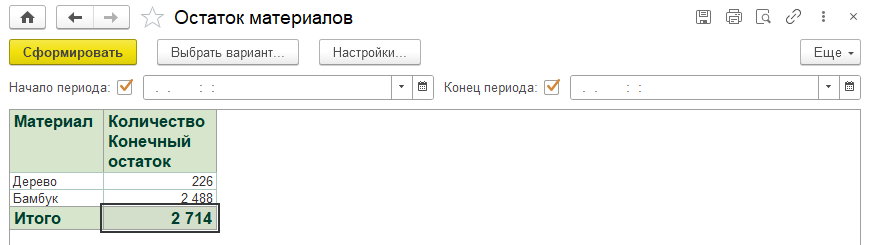 Остаток материалов
Сформировать
Выбрать вариант...
Настройки...
Еще
Начало периода:
. . : :
Конец периода:
. . : :
Материал
Количество
Конечный
остаток
Дерево 226
Бамбук 2 488
Итого 2 714